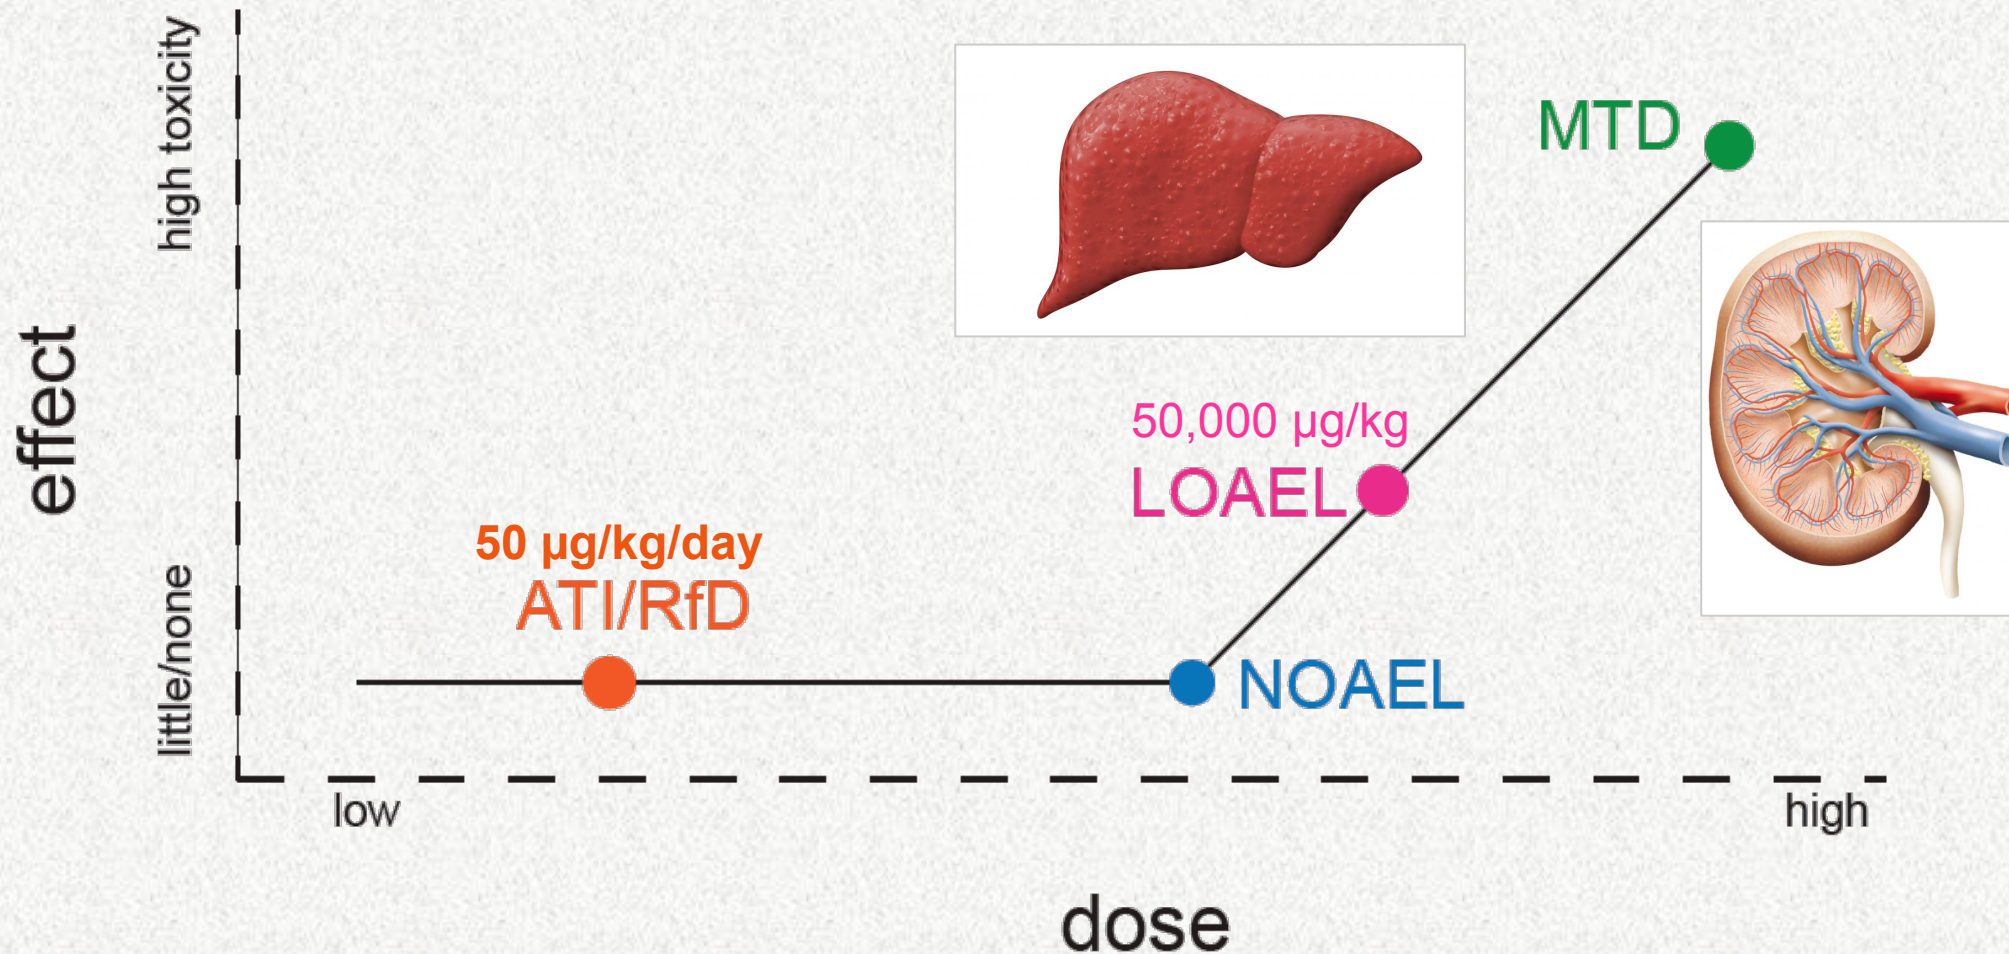 high toxicity
MTD
effect
50,000 µg/kg
LOAEL
50 µg/kg/day
ATI/RfD
little/none
NOAEL
low
high
dose